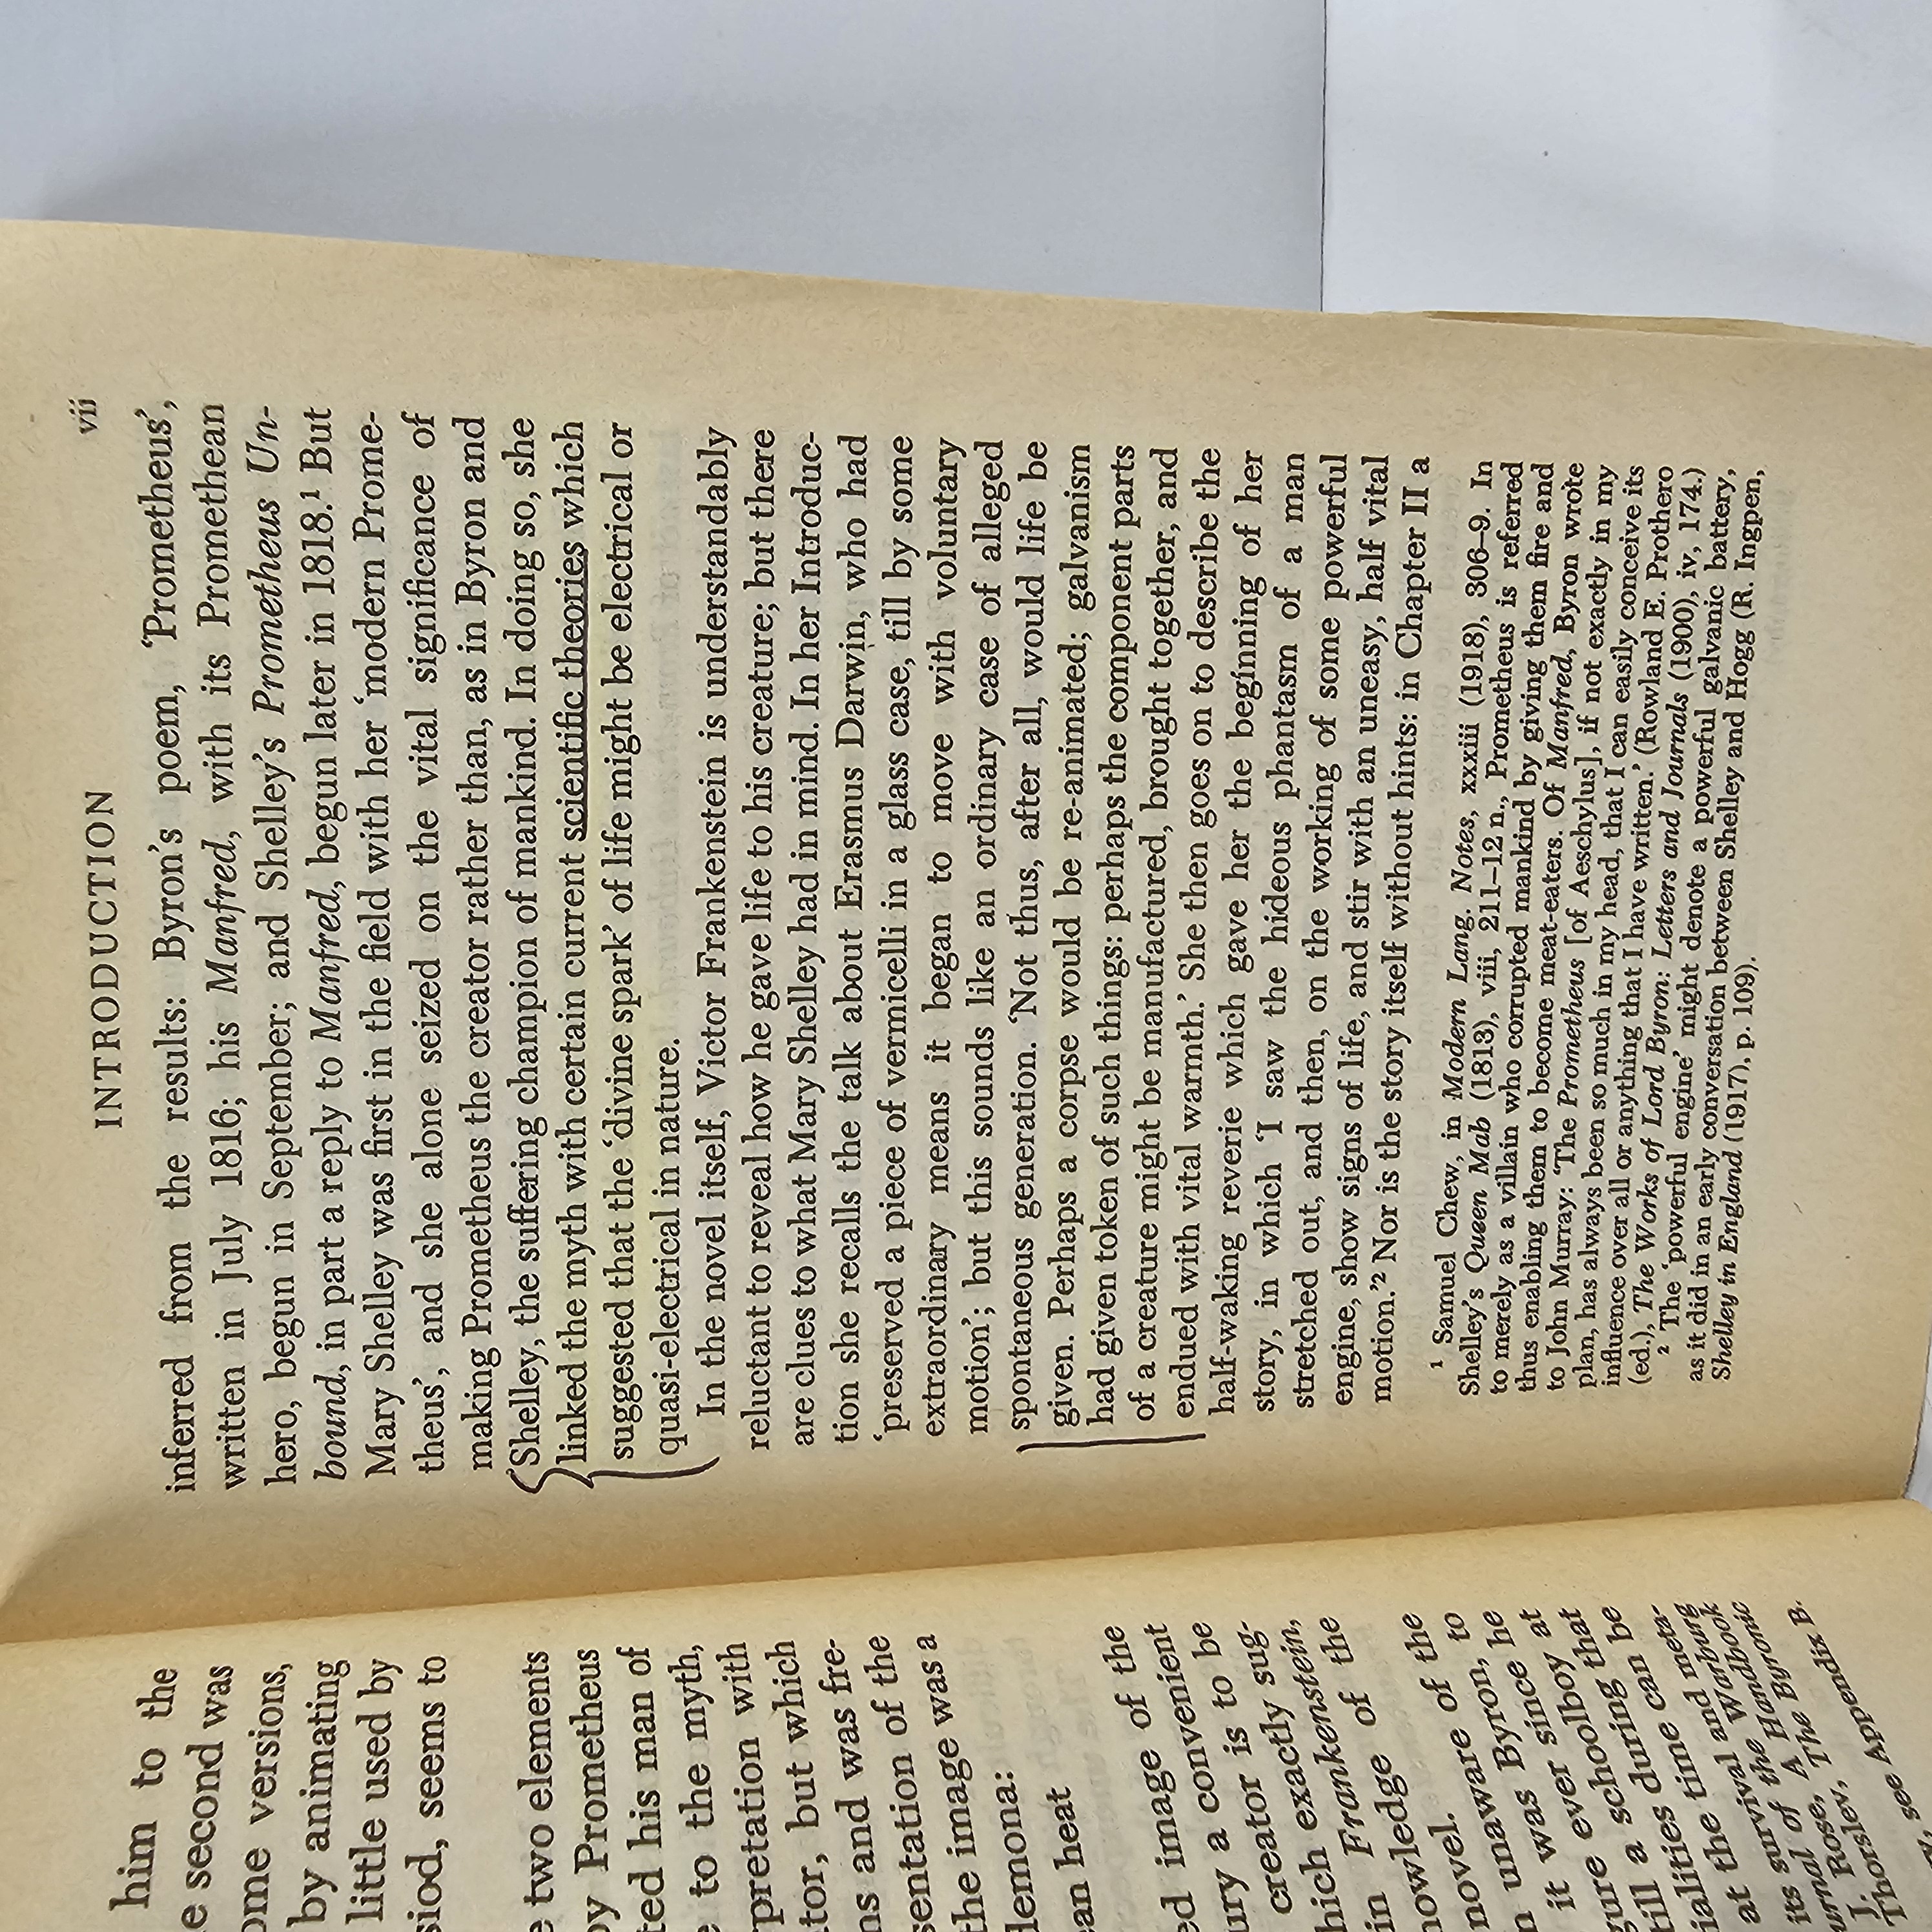 him to the
second was
versions,
by animating
little used by
seems to
two elements
Prometheus
his man of
to the myth,
with
but which
and was fre-
of the
the image was a
heat
image of the
a convenient
creator is to be
exactly sug-
in Frankenstein,
of the
novel.
unaware of the
it was Byron, to
ever since he
a schoolboy at
during that
at the time can be
its survival and meta-
of the Warburg
J. Rose, A Handbook
Thorslev, The Byronic
see Appendix B.
INTRODUCTION vii
inferred from the results: Byron's poem, 'Prometheus',
written in July 1816; his Manfred, with its Promethean
hero, begun in September; and Shelley's Prometheus Un-
bound, in part a reply to Manfred, begun later in 1818.¹ But
Mary Shelley was first in the field with her 'modern Prome-
theus', and she alone seized on the vital significance of
making Prometheus the creator rather than, as in Byron and
Shelley, the suffering champion of mankind. In doing so, she
linked the myth with certain current scientific theories which
suggested that the 'divine spark' of life might be electrical or
quasi-electrical in nature.
In the novel itself, Victor Frankenstein is understandably
reluctant to reveal how he gave life to his creature; but there
are clues to what Mary Shelley had in mind. In her Introduc-
tion she recalls the talk about Erasmus Darwin, who had
'preserved a piece of vermicelli in a glass case, till by some
extraordinary means it began to move with voluntary
motion'; but this sounds like an ordinary case of alleged
spontaneous generation. 'Not thus, after all, would life be
given. Perhaps a corpse would be re-animated; galvanism
had given token of such things: perhaps the component parts
of a creature might be manufactured, brought together, and
endued with vital warmth.' She then goes on to describe the
half-waking reverie which gave her the beginning of her
story, in which 'I saw the hideous phantasm of a man
stretched out, and then, on the working of some powerful
engine, show signs of life, and stir with an uneasy, half vital
motion.'² Nor is the story itself without hints: in Chapter II a
¹ Samuel Chew, in Modern Lang. Notes, xxxiii (1918), 306–9. In
Shelley's Queen Mab (1813), viii, 211–12 n., Prometheus is referred
to merely as a villain who corrupted mankind by giving them fire and
thus enabling them to become meat-eaters. Of Manfred, Byron wrote
to John Murray: 'The Prometheus [of Aeschylus], if not exactly in my
plan, has always been so much in my head, that I can easily conceive its
influence over all or anything that I have written.' (Rowland E. Prothero
(ed.), The Works of Lord Byron: Letters and Journals (1900), iv, 174.)
² The 'powerful engine' might denote a powerful galvanic battery,
as it did in an early conversation between Shelley and Hogg (R. Ingpen,
Shelley in England (1917), p. 109).